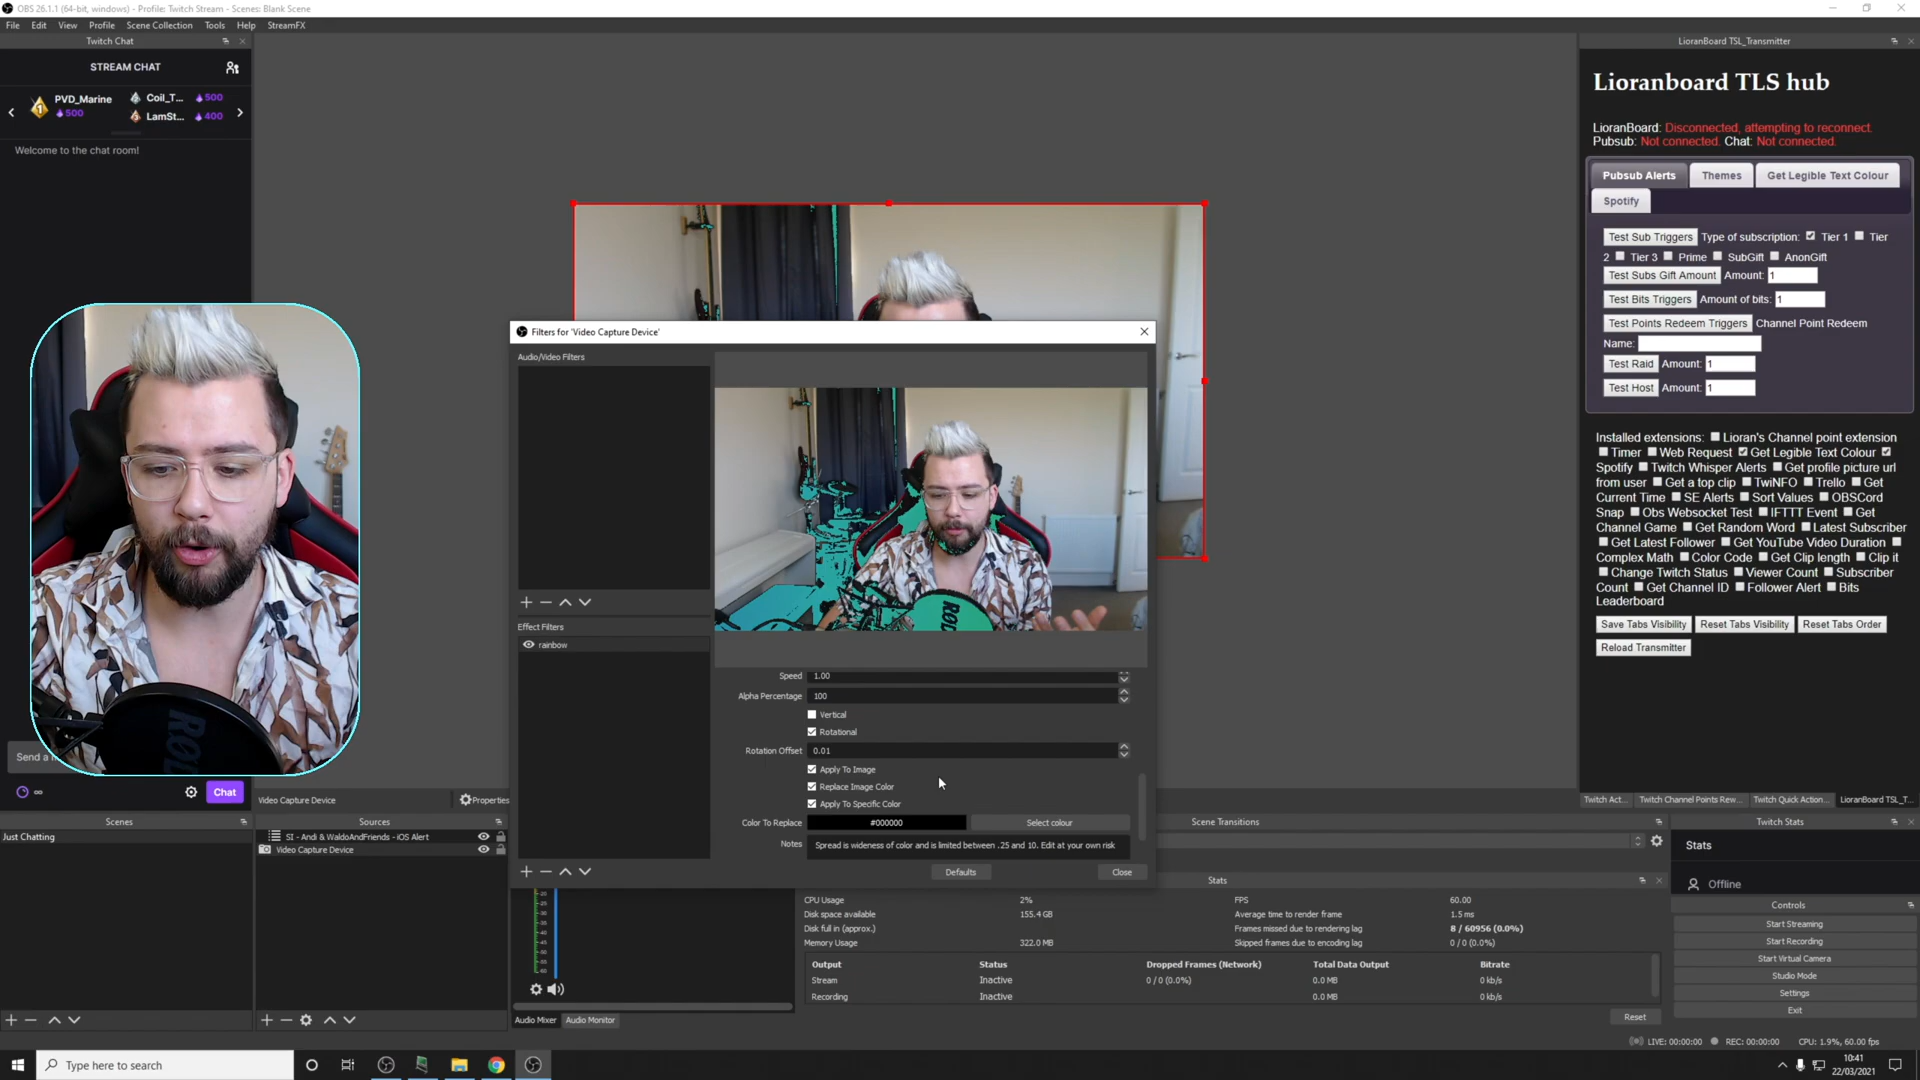 OBS 26.1.1 (64-bit, windows) - Profile: Twitch Stream - Scenes: Blank Scene
File Edit View Profile Scene Collection Tools Help StreamFX
Twitch Chat
STREAM CHAT
PVD_Marine
500
Coil_T... 500
LamSt... 400
Welcome to the chat room!
Chat
LioranBoard TSL_Transmitter
Lioranboard TLS hub
LioranBoard: Disconnected, attempting to reconnect.
Pubsub: Not connected. Chat: Not connected.
Pubsub Alerts Themes Get Legible Text Colour
Spotify
Test Sub Triggers Type of subscription: Tier 1 Tier
2 Tier 3 Prime SubGift AnonGift
Test Subs Gift Amount Amount: 1
Test Bits Triggers Amount of bits: 1
Test Points Redeem Triggers Channel Point Redeem
Name:
Test Raid Amount: 1
Test Host Amount: 1
Installed extensions: Lioran's Channel point extension
Timer Web Request Get Legible Text Colour
Spotify Twitch Whisper Alerts Get profile picture url
from user Get a top clip TwiNFO Trello Get
Current Time SE Alerts Sort Values OBSCord
Snap Obs Websocket Test IFTTT Event Get
Channel Game Get Random Word Latest Subscriber
Get Latest Follower Get YouTube Video Duration
Complex Math Color Code Get Clip length Clip it
Change Twitch Status Viewer Count Subscriber
Count Get Channel ID Follower Alert Bits
Leaderboard
Save Tabs Visibility Reset Tabs Visibility Reset Tabs Order
Reload Transmitter
Filters for 'Video Capture Device'
Audio/Video Filters
Effect Filters
rainbow
Speed 1.00
Alpha Percentage 100
Vertical
Rotational
Rotation Offset 0.01
Apply To Image
Replace Image Color
Apply To Specific Color
Color To Replace #000000 Select colour
Notes Spread is wideness of color and is limited between .25 and 10. Edit at your own risk
Defaults Close
Video Capture Device Properties
Scenes
Just Chatting
Sources
SI - Andi & WaldoAndFriends - iOS Alert
Video Capture Device
Audio Mixer Audio Monitor
Scene Transitions
Stats
CPU Usage 2%
Disk space available 155.4 GB
Disk full in (approx.)
Memory Usage 322.0 MB
FPS 60.00
Average time to render frame 1.5 ms
Frames missed due to rendering lag 8 / 60956 (0.0%)
Skipped frames due to encoding lag 0 / 0 (0.0%)
Output Status Dropped Frames (Network) Total Data Output Bitrate
Stream Inactive 0 / 0 (0.0%) 0.0 MB 0 kb/s
Recording Inactive 0.0 MB 0 kb/s
Reset
Twitch Act... Twitch Channel Points Rew... Twitch Quick Action... LioranBoard TSL_T...
Twitch Stats
Stats
Offline
Controls
Start Streaming
Start Recording
Start Virtual Camera
Studio Mode
Settings
Exit
LIVE: 00:00:00 REC: 00:00:00 CPU: 1.9%, 60.00 fps
Type here to search
10:41
22/03/2021